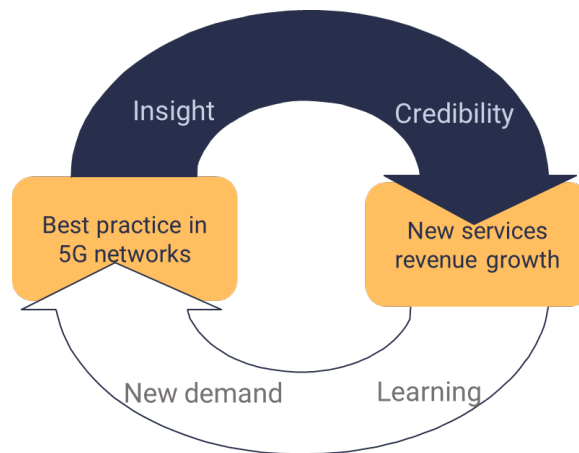 Insight
Credibility
Best practice in
5G networks
New services
revenue growth
New demand
Learning